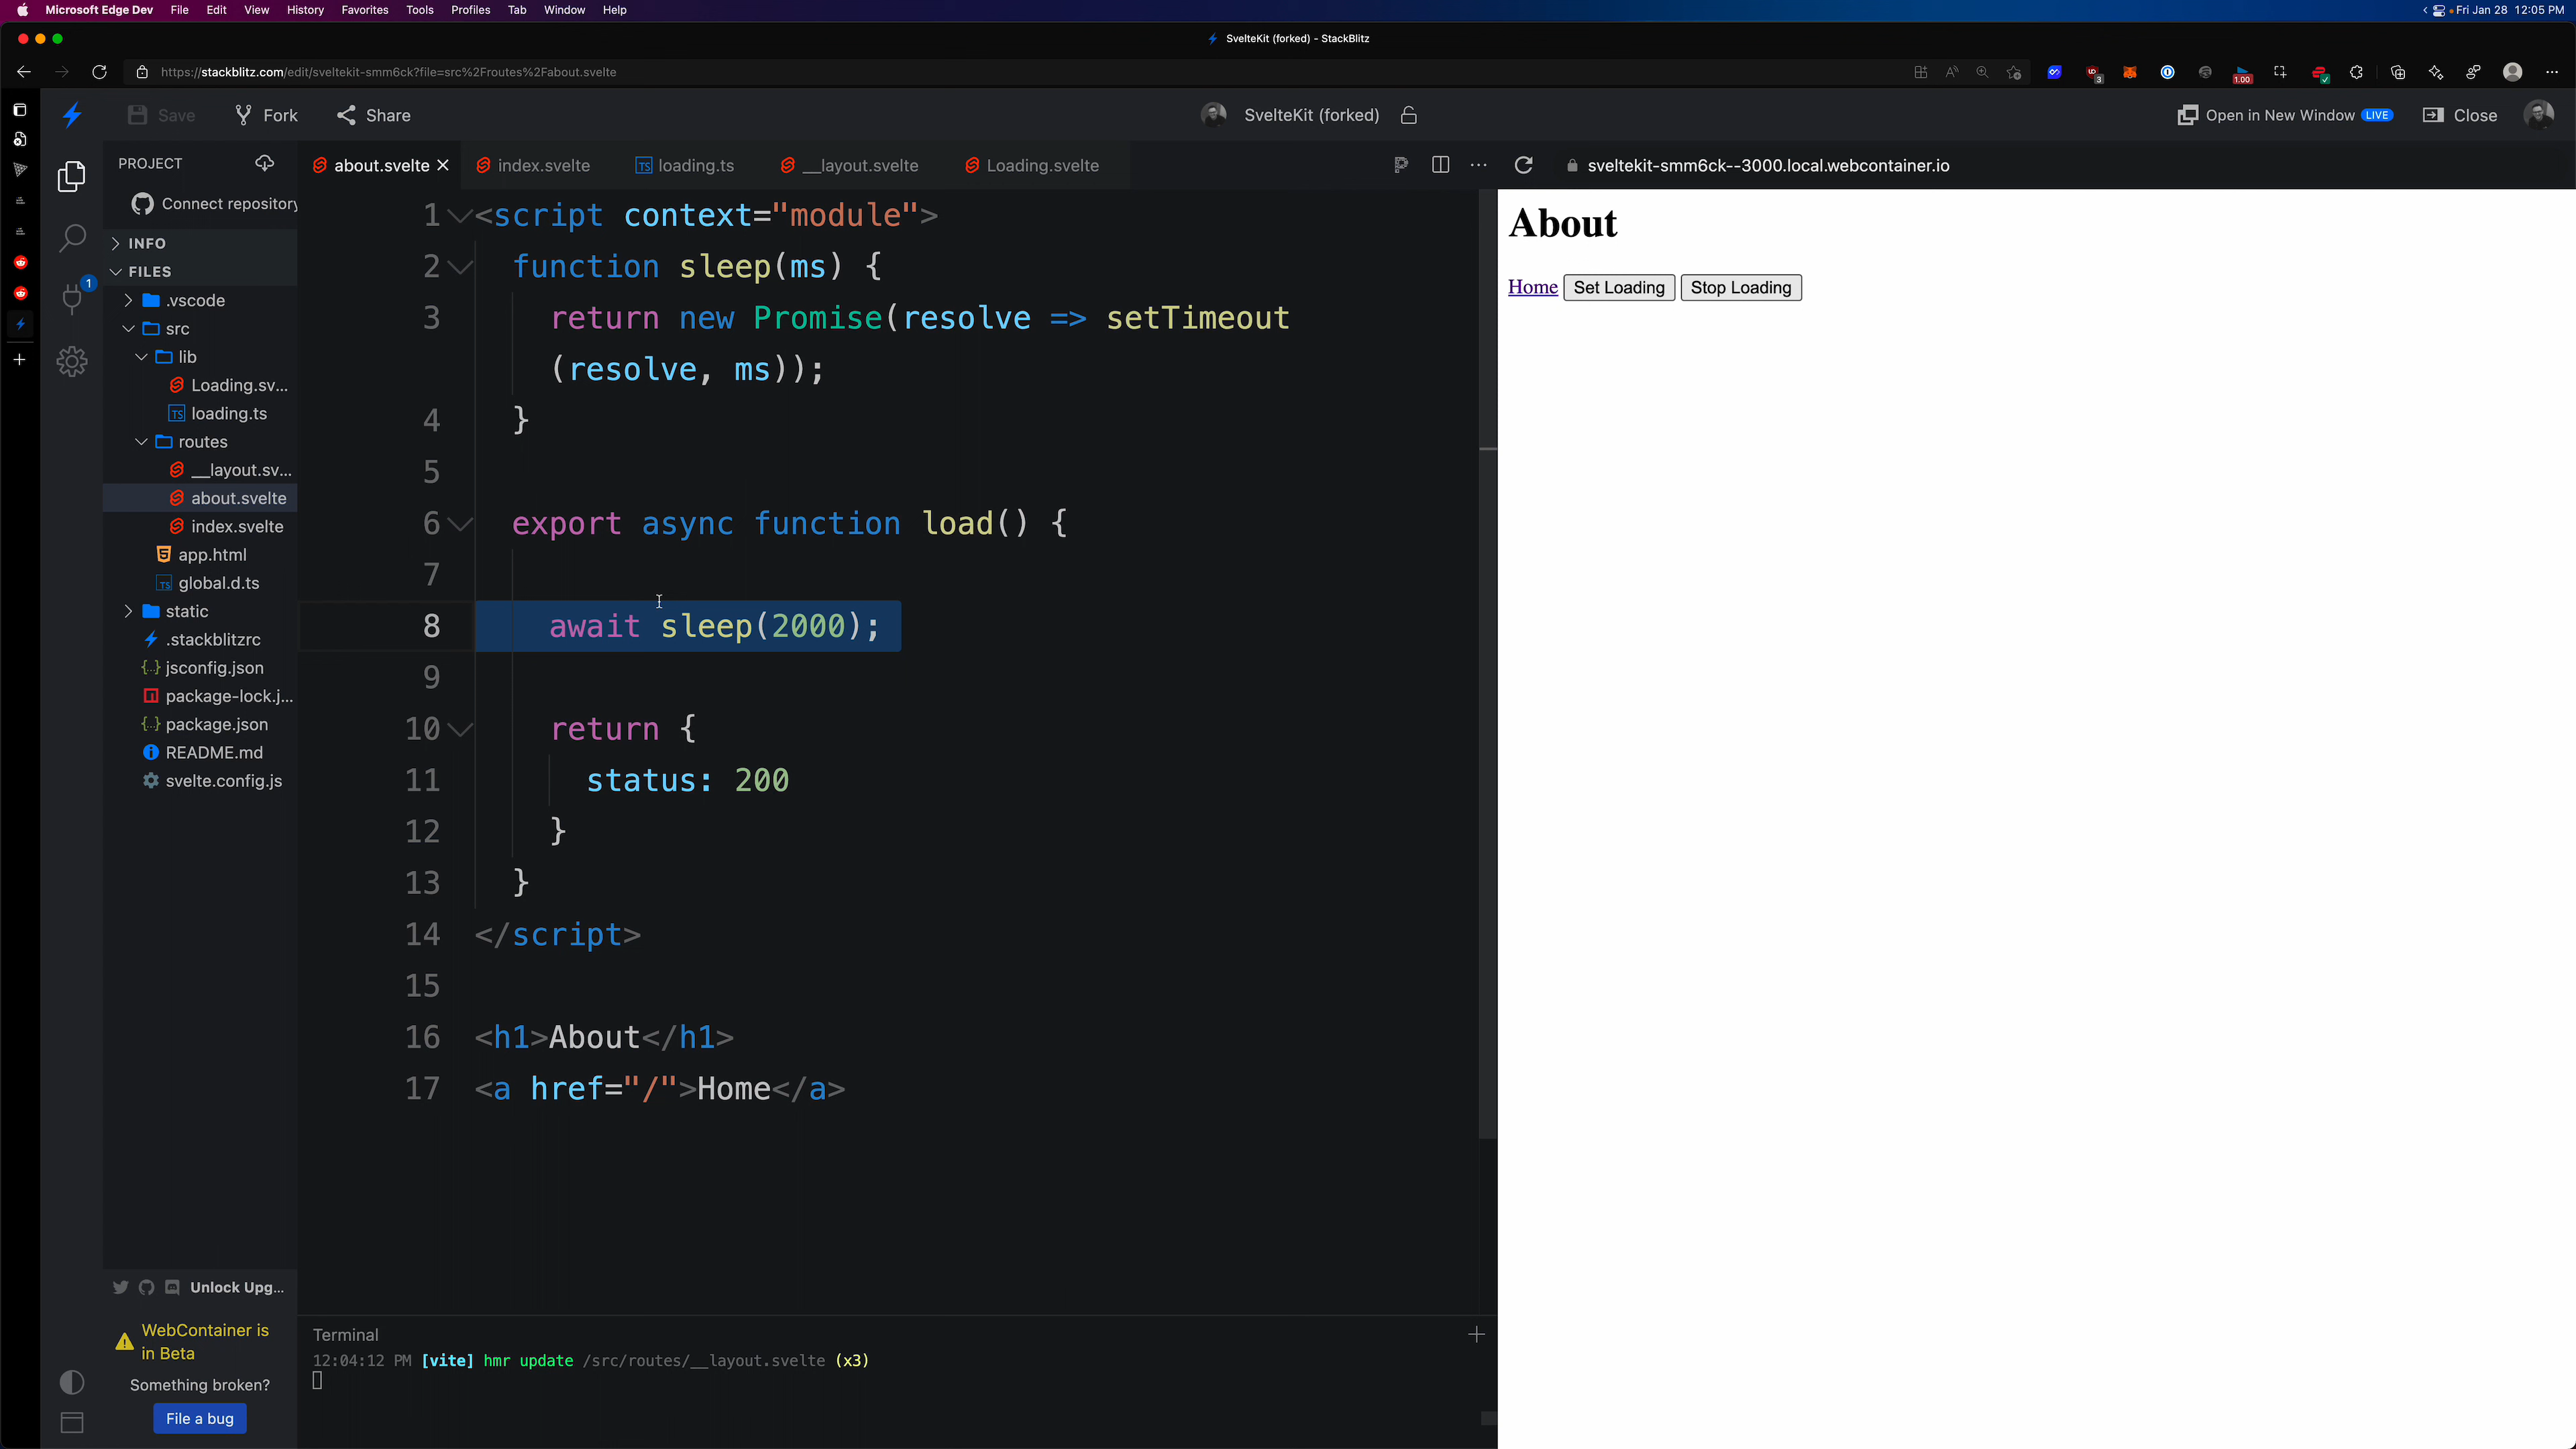 Microsoft Edge Dev File Edit View History Favorites Tools Profiles Tab Window Help
Fri Jan 28 12:05 PM
SvelteKit (forked) - StackBlitz
https://stackblitz.com/edit/sveltekit-smm6ck?file=src%2Froutes%2Fabout.svelte
3
1.00
Save Fork Share
SvelteKit (forked)
Open in New Window LIVE Close
PROJECT
Connect repository
INFO
FILES
1
.vscode
src
lib
Loading.sv...
TS loading.ts
routes
__layout.sv...
about.svelte
index.svelte
app.html
TS global.d.ts
static
.stackblitzrc
{..} jsconfig.json
package-lock.j...
{..} package.json
README.md
svelte.config.js
Unlock Upg...
WebContainer is
in Beta
Something broken?
File a bug
about.svelte index.svelte TS loading.ts __layout.svelte Loading.svelte
1 <script context="module">
2 function sleep(ms) {
3 return new Promise(resolve => setTimeout
(resolve, ms));
4 }
5
6 export async function load() {
7
8 await sleep(2000);
9
10 return {
11 status: 200
12 }
13 }
14 </script>
15
16 <h1>About</h1>
17 <a href="/">Home</a>
Terminal
12:04:12 PM [vite] hmr update /src/routes/__layout.svelte (x3)
sveltekit-smm6ck--3000.local.webcontainer.io
About
Home Set Loading Stop Loading